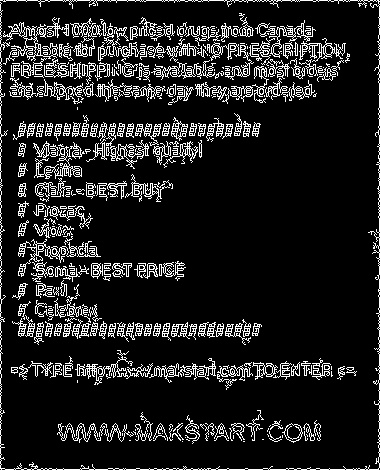 Almost 1000 low priced drugs from Canada
available for purchase with NO PRESCRIPTION,
FREE SHIPPING is available, and most orders
are shipped the same day they are ordered.
##########################
# Viagra - Highest quality!
# Levitra
# Cialis - BEST BUY
# Prozac
# Vioxx
# Propecia
# Soma - BEST PRICE
# Paxil
# Celebrex
##########################
=> TYPE http://www.makstart.com TO ENTER <=
WWW.MAKSTART.COM